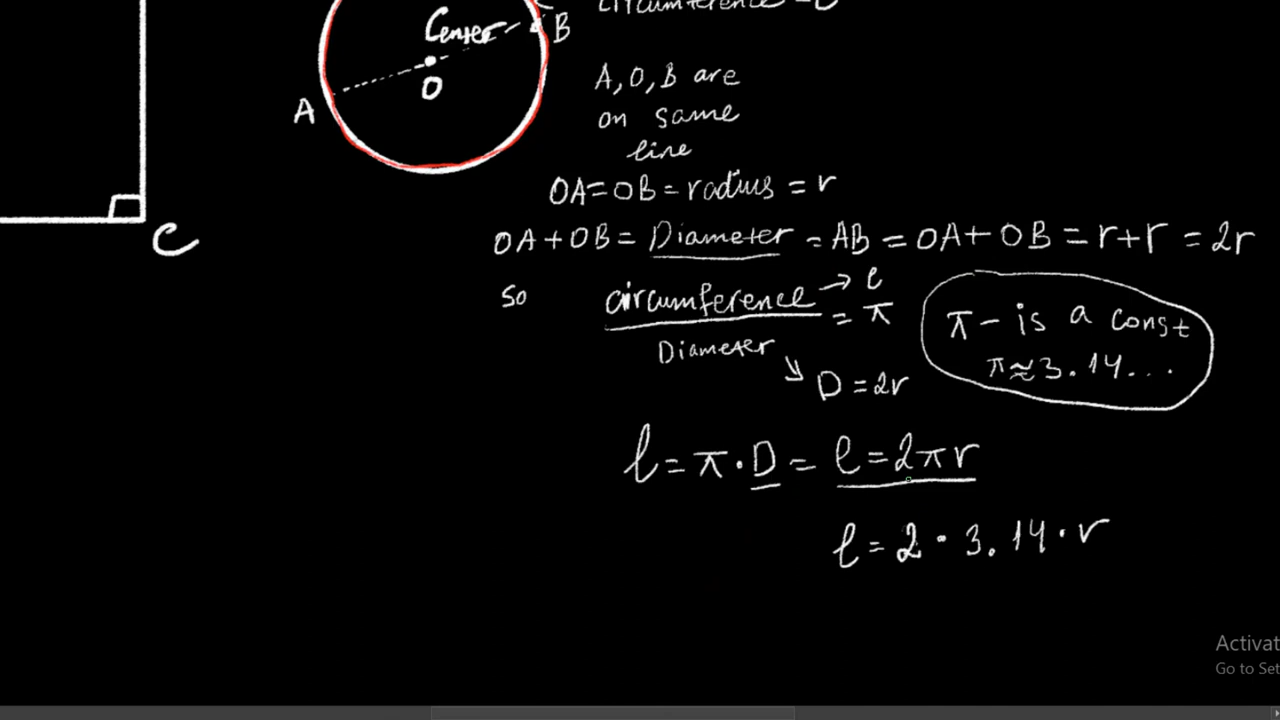 Center
B
O
A
C
A, O, B are
on same
line
OA = OB = radius = r
OA + OB = Diameter = AB = OA + OB = r + r = 2r
so circumference → l
= π
Diameter
↘ D = 2r
π - is a const
π ≈ 3.14...
l = π · D = l = 2πr
l = 2 · 3.14 · r
Activat
Go to Set